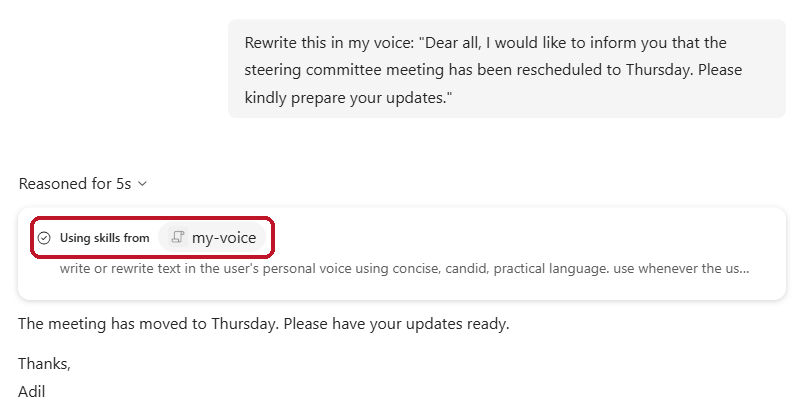 Rewrite this in my voice: "Dear all, I would like to inform you that the
steering committee meeting has been rescheduled to Thursday. Please
kindly prepare your updates."
Reasoned for 5s
Using skills from my-voice
write or rewrite text in the user's personal voice using concise, candid, practical language. use whenever the us...
The meeting has moved to Thursday. Please have your updates ready.
Thanks,
Adil